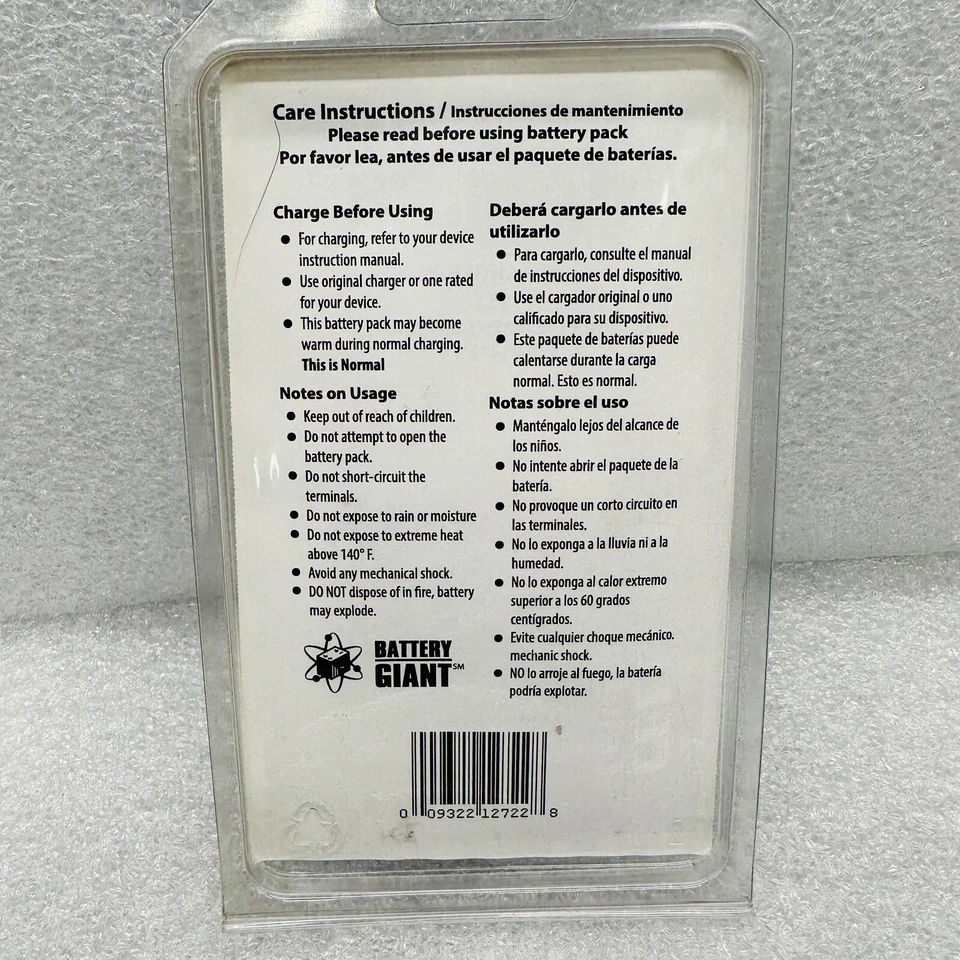 Care Instructions / Instrucciones de mantenimiento
Please read before using battery pack
Por favor lea, antes de usar el paquete de baterías.
Charge Before Using
● For charging, refer to your device
instruction manual.
● Use original charger or one rated
for your device.
● This battery pack may become
warm during normal charging.
This is Normal
Notes on Usage
● Keep out of reach of children.
● Do not attempt to open the
battery pack.
● Do not short-circuit the
terminals.
● Do not expose to rain or moisture
● Do not expose to extreme heat
above 140° F.
● Avoid any mechanical shock.
● DO NOT dispose of in fire, battery
may explode.
BATTERY
GIANT℠
Deberá cargarlo antes de
utilizarlo
● Para cargarlo, consulte el manual
de instrucciones del dispositivo.
● Use el cargador original o uno
calificado para su dispositivo.
● Este paquete de baterías puede
calentarse durante la carga
normal. Esto es normal.
Notas sobre el uso
● Manténgalo lejos del alcance de
los niños.
● No intente abrir el paquete de la
batería.
● No provoque un corto circuito en
las terminales.
● No lo exponga a la lluvia ni a la
humedad.
● No lo exponga al calor extremo
superior a los 60 grados
centígrados.
● Evite cualquier choque mecánico.
mechanic shock.
● NO lo arroje al fuego, la batería
podría explotar.
0 09322 12722 8